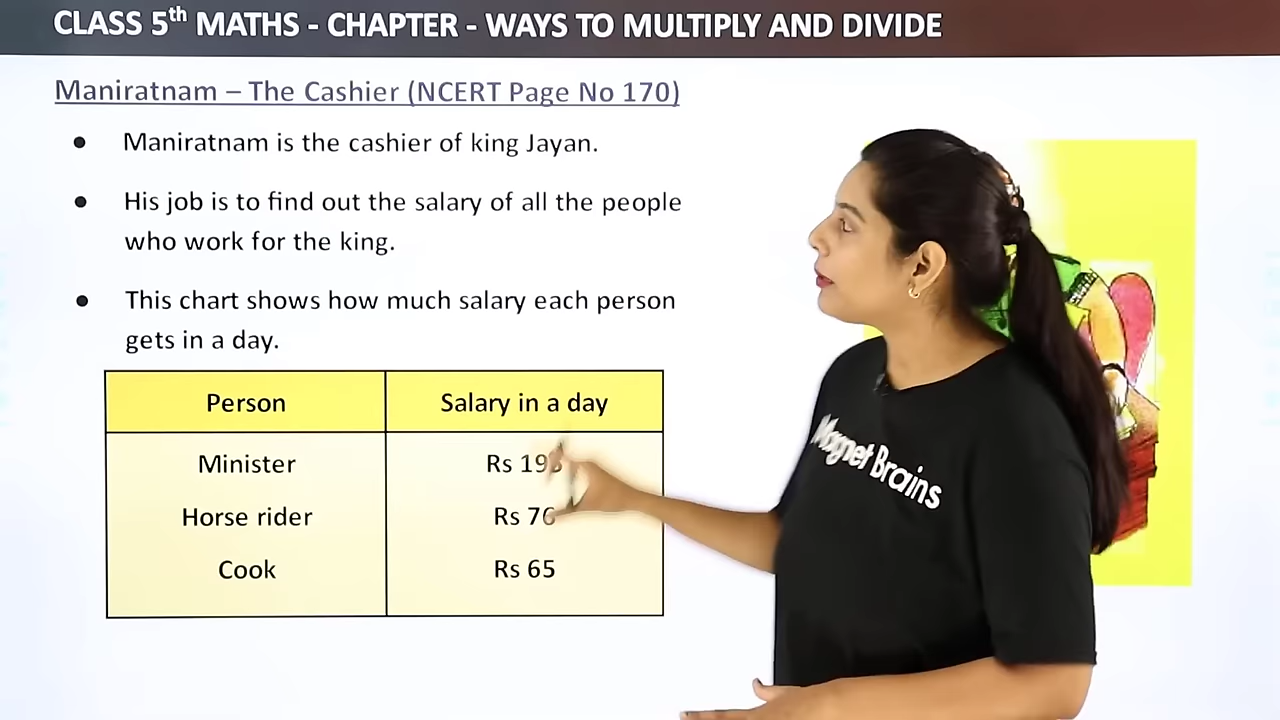 CLASS 5th MATHS - CHAPTER - WAYS TO MULTIPLY AND DIVIDE
Maniratnam – The Cashier (NCERT Page No 170)
● Maniratnam is the cashier of king Jayan.
● His job is to find out the salary of all the people
who work for the king.
● This chart shows how much salary each person
gets in a day.
Person Salary in a day
Minister Rs
Horse rider Rs 76
Cook Rs 65
Magnet Brains